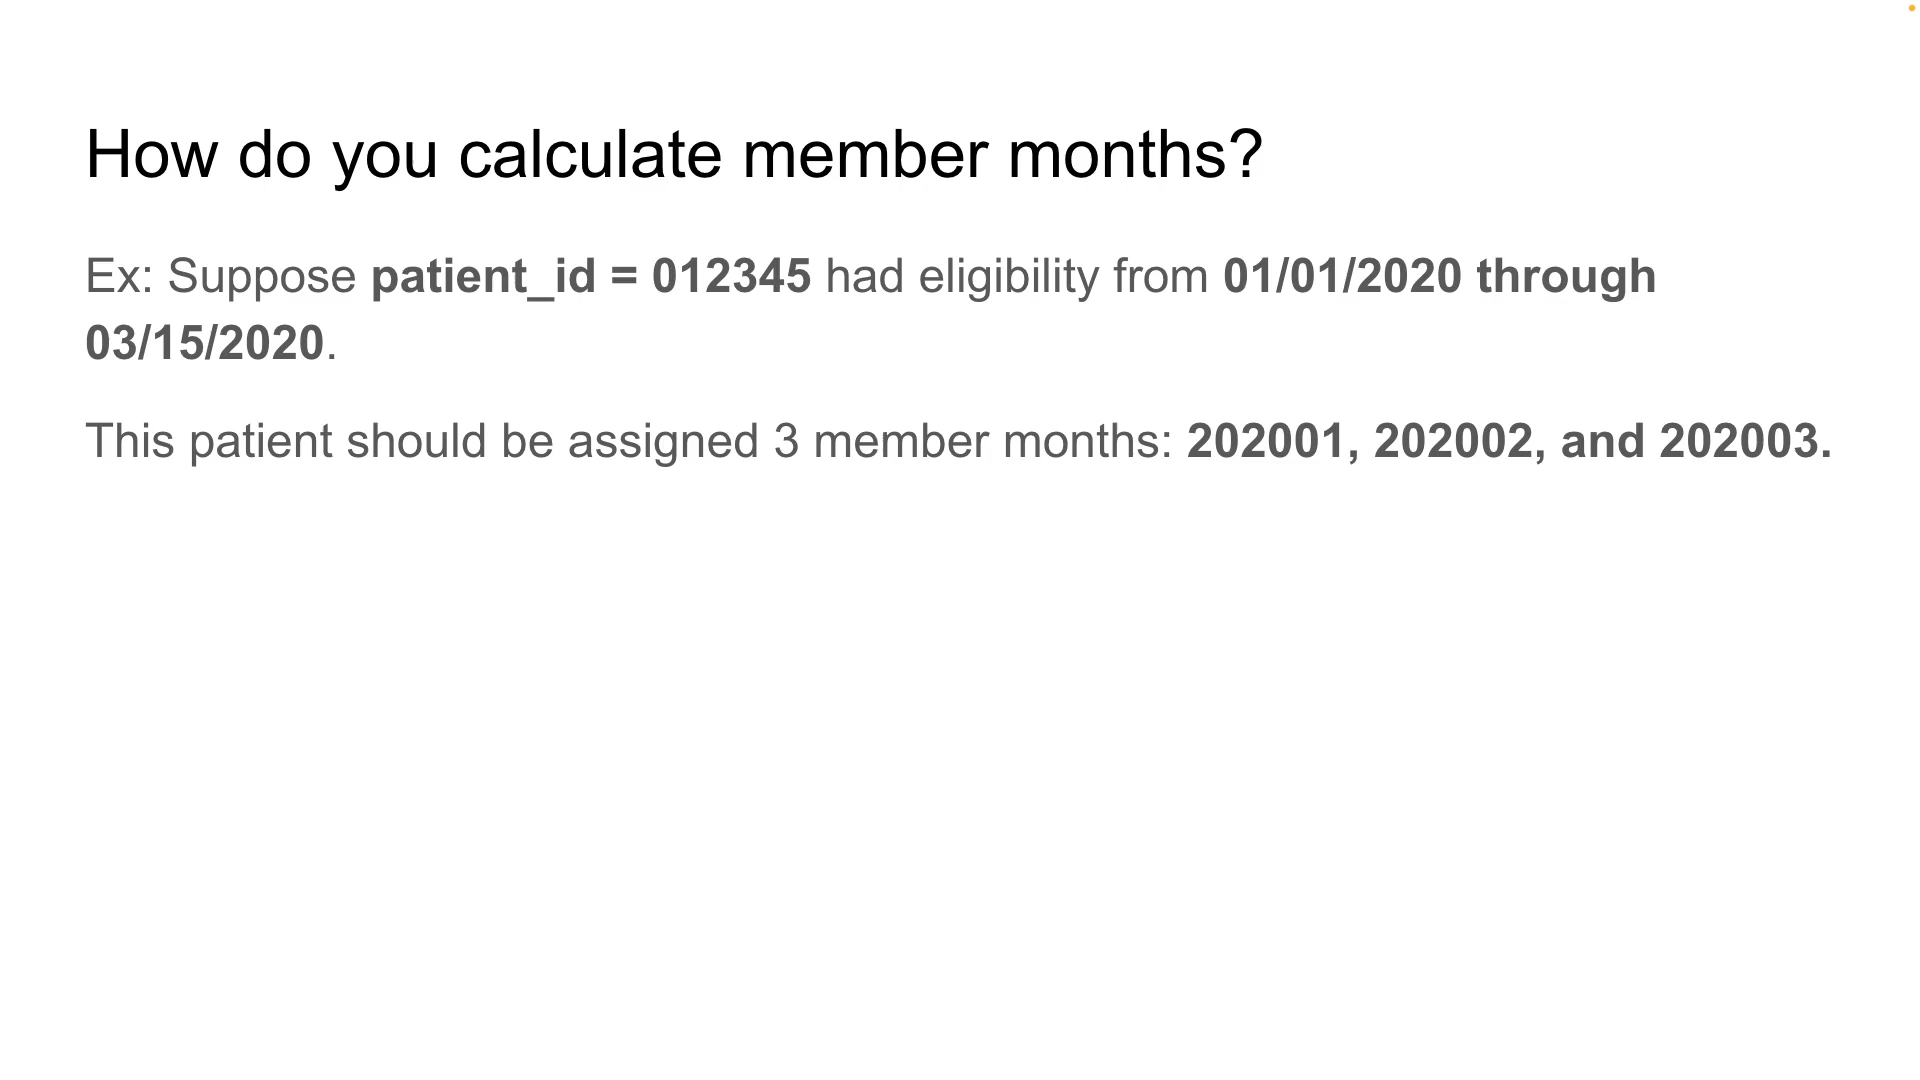 How do you calculate member months?
Ex: Suppose patient_id = 012345 had eligibility from 01/01/2020 through
03/15/2020.
This patient should be assigned 3 member months: 202001, 202002, and 202003.